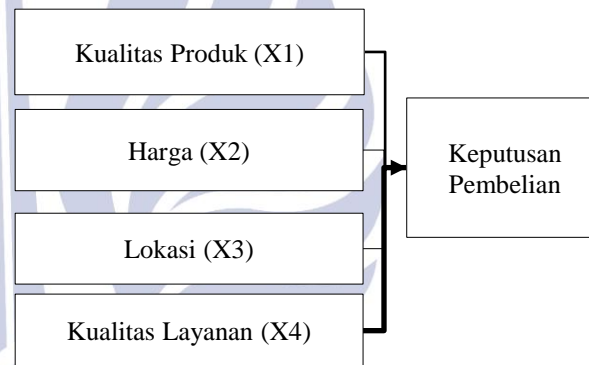 Kualitas Produk (X1)
Harga (X2)
Lokasi (X3)
Kualitas Layanan (X4)
Keputusan
Pembelian